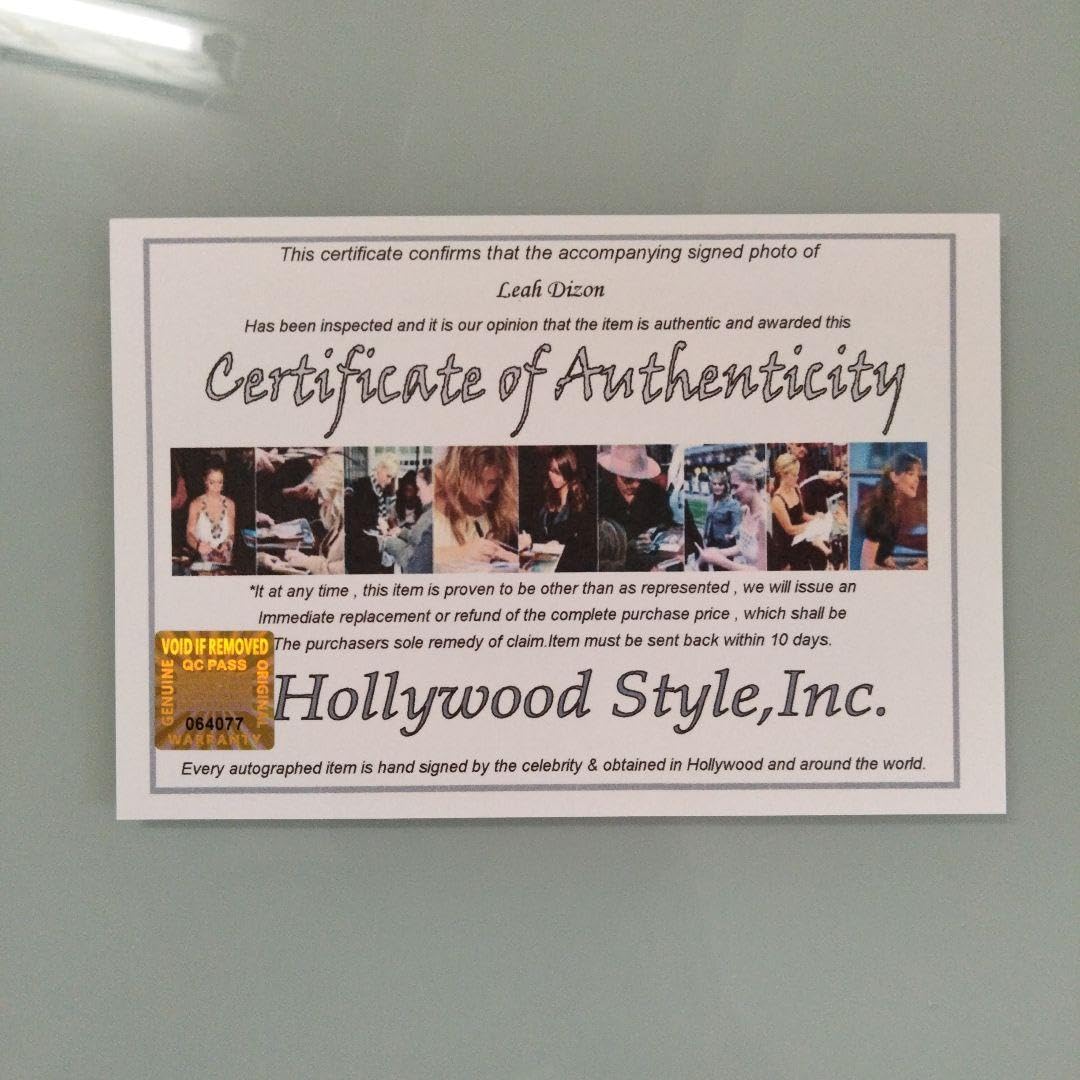 This certificate confirms that the accompanying signed photo of
Leah Dizon
Has been inspected and it is our opinion that the item is authentic and awarded this
Certificate of Authenticity
*It at any time , this item is proven to be other than as represented , we will issue an
Immediate replacement or refund of the complete purchase price , which shall be
The purchasers sole remedy of claim.Item must be sent back within 10 days.
VOID IF REMOVED
QC PASS
GENUINE
ORIGINAL
064077
WARRANTY
Hollywood Style,Inc.
Every autographed item is hand signed by the celebrity & obtained in Hollywood and around the world.